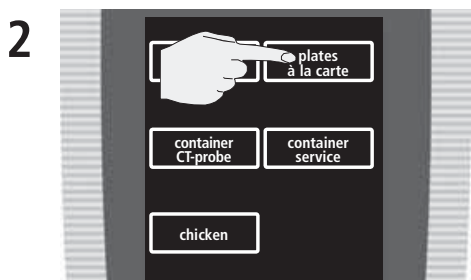 2
plates
à la carte
container
CT-probe
container
service
chicken